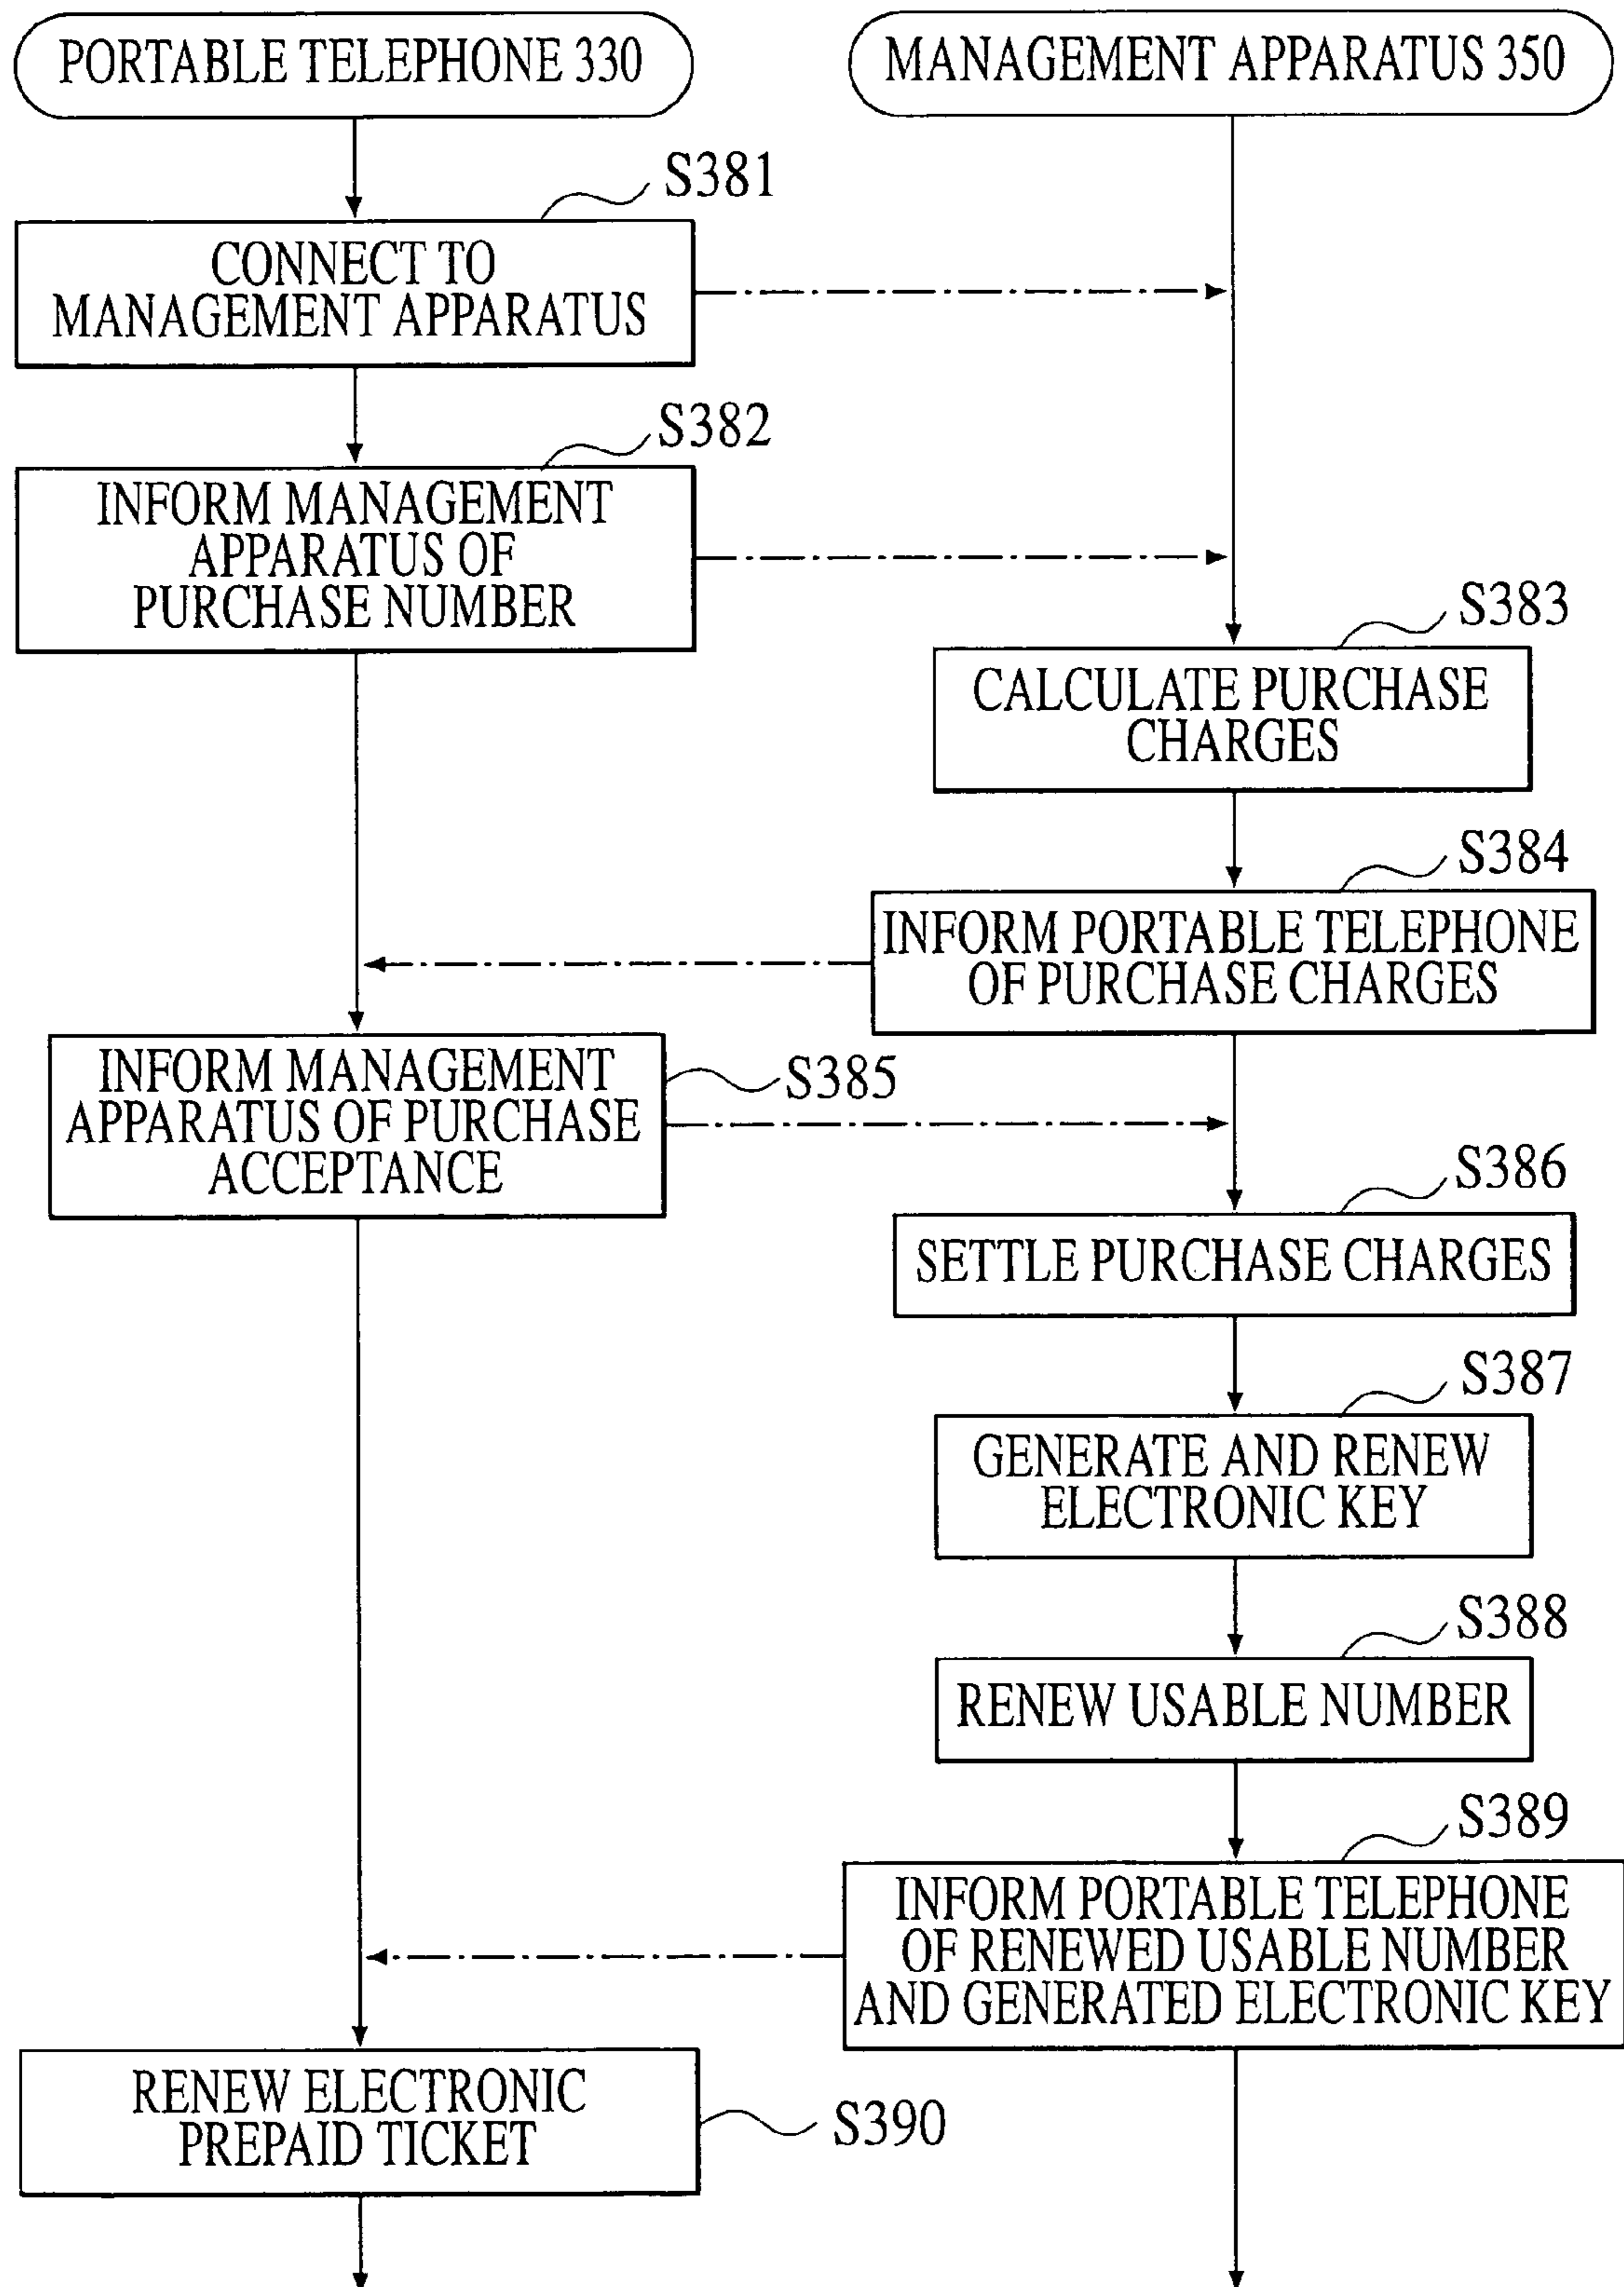 PORTABLE TELEPHONE 330
MANAGEMENT APPARATUS 350
S381
CONNECT TO
MANAGEMENT APPARATUS
S382
INFORM MANAGEMENT
APPARATUS OF
PURCHASE NUMBER
S383
CALCULATE PURCHASE
CHARGES
S384
INFORM PORTABLE TELEPHONE
OF PURCHASE CHARGES
INFORM MANAGEMENT
APPARATUS OF PURCHASE
ACCEPTANCE
S385
S386
SETTLE PURCHASE CHARGES
S387
GENERATE AND RENEW
ELECTRONIC KEY
S388
RENEW USABLE NUMBER
S389
INFORM PORTABLE TELEPHONE
OF RENEWED USABLE NUMBER
AND GENERATED ELECTRONIC KEY
RENEW ELECTRONIC
PREPAID TICKET
S390